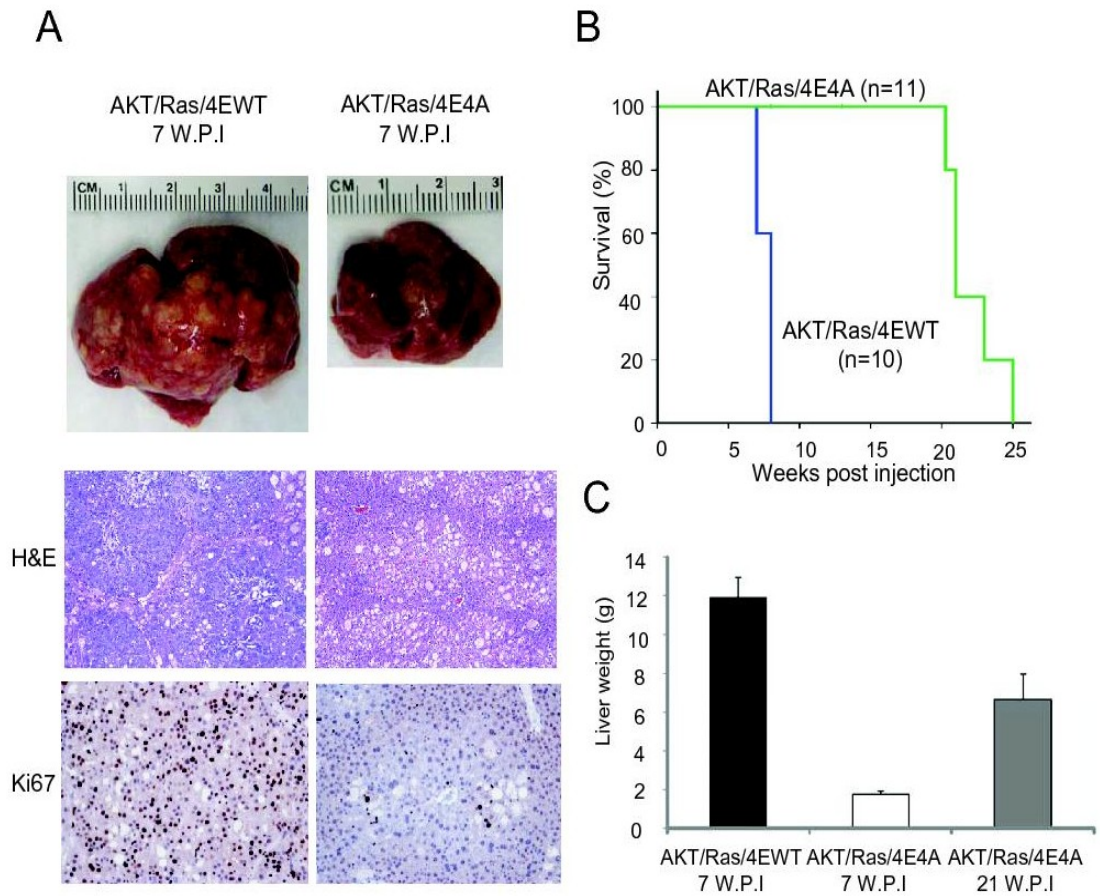 A
AKT/Ras/4EWT
7 W.P.I
AKT/Ras/4E4A
7 W.P.I
CM 1 2 3 4
CM 1 2 3
H&E
Ki67
B
AKT/Ras/4E4A (n=11)
100
80
60
40
20
0
Survival (%)
AKT/Ras/4EWT
(n=10)
0 5 10 15 20 25
Weeks post injection
C
14
12
10
8
6
4
2
0
Liver weight (g)
AKT/Ras/4EWT AKT/Ras/4E4A AKT/Ras/4E4A
7 W.P.I 7 W.P.I 21 W.P.I